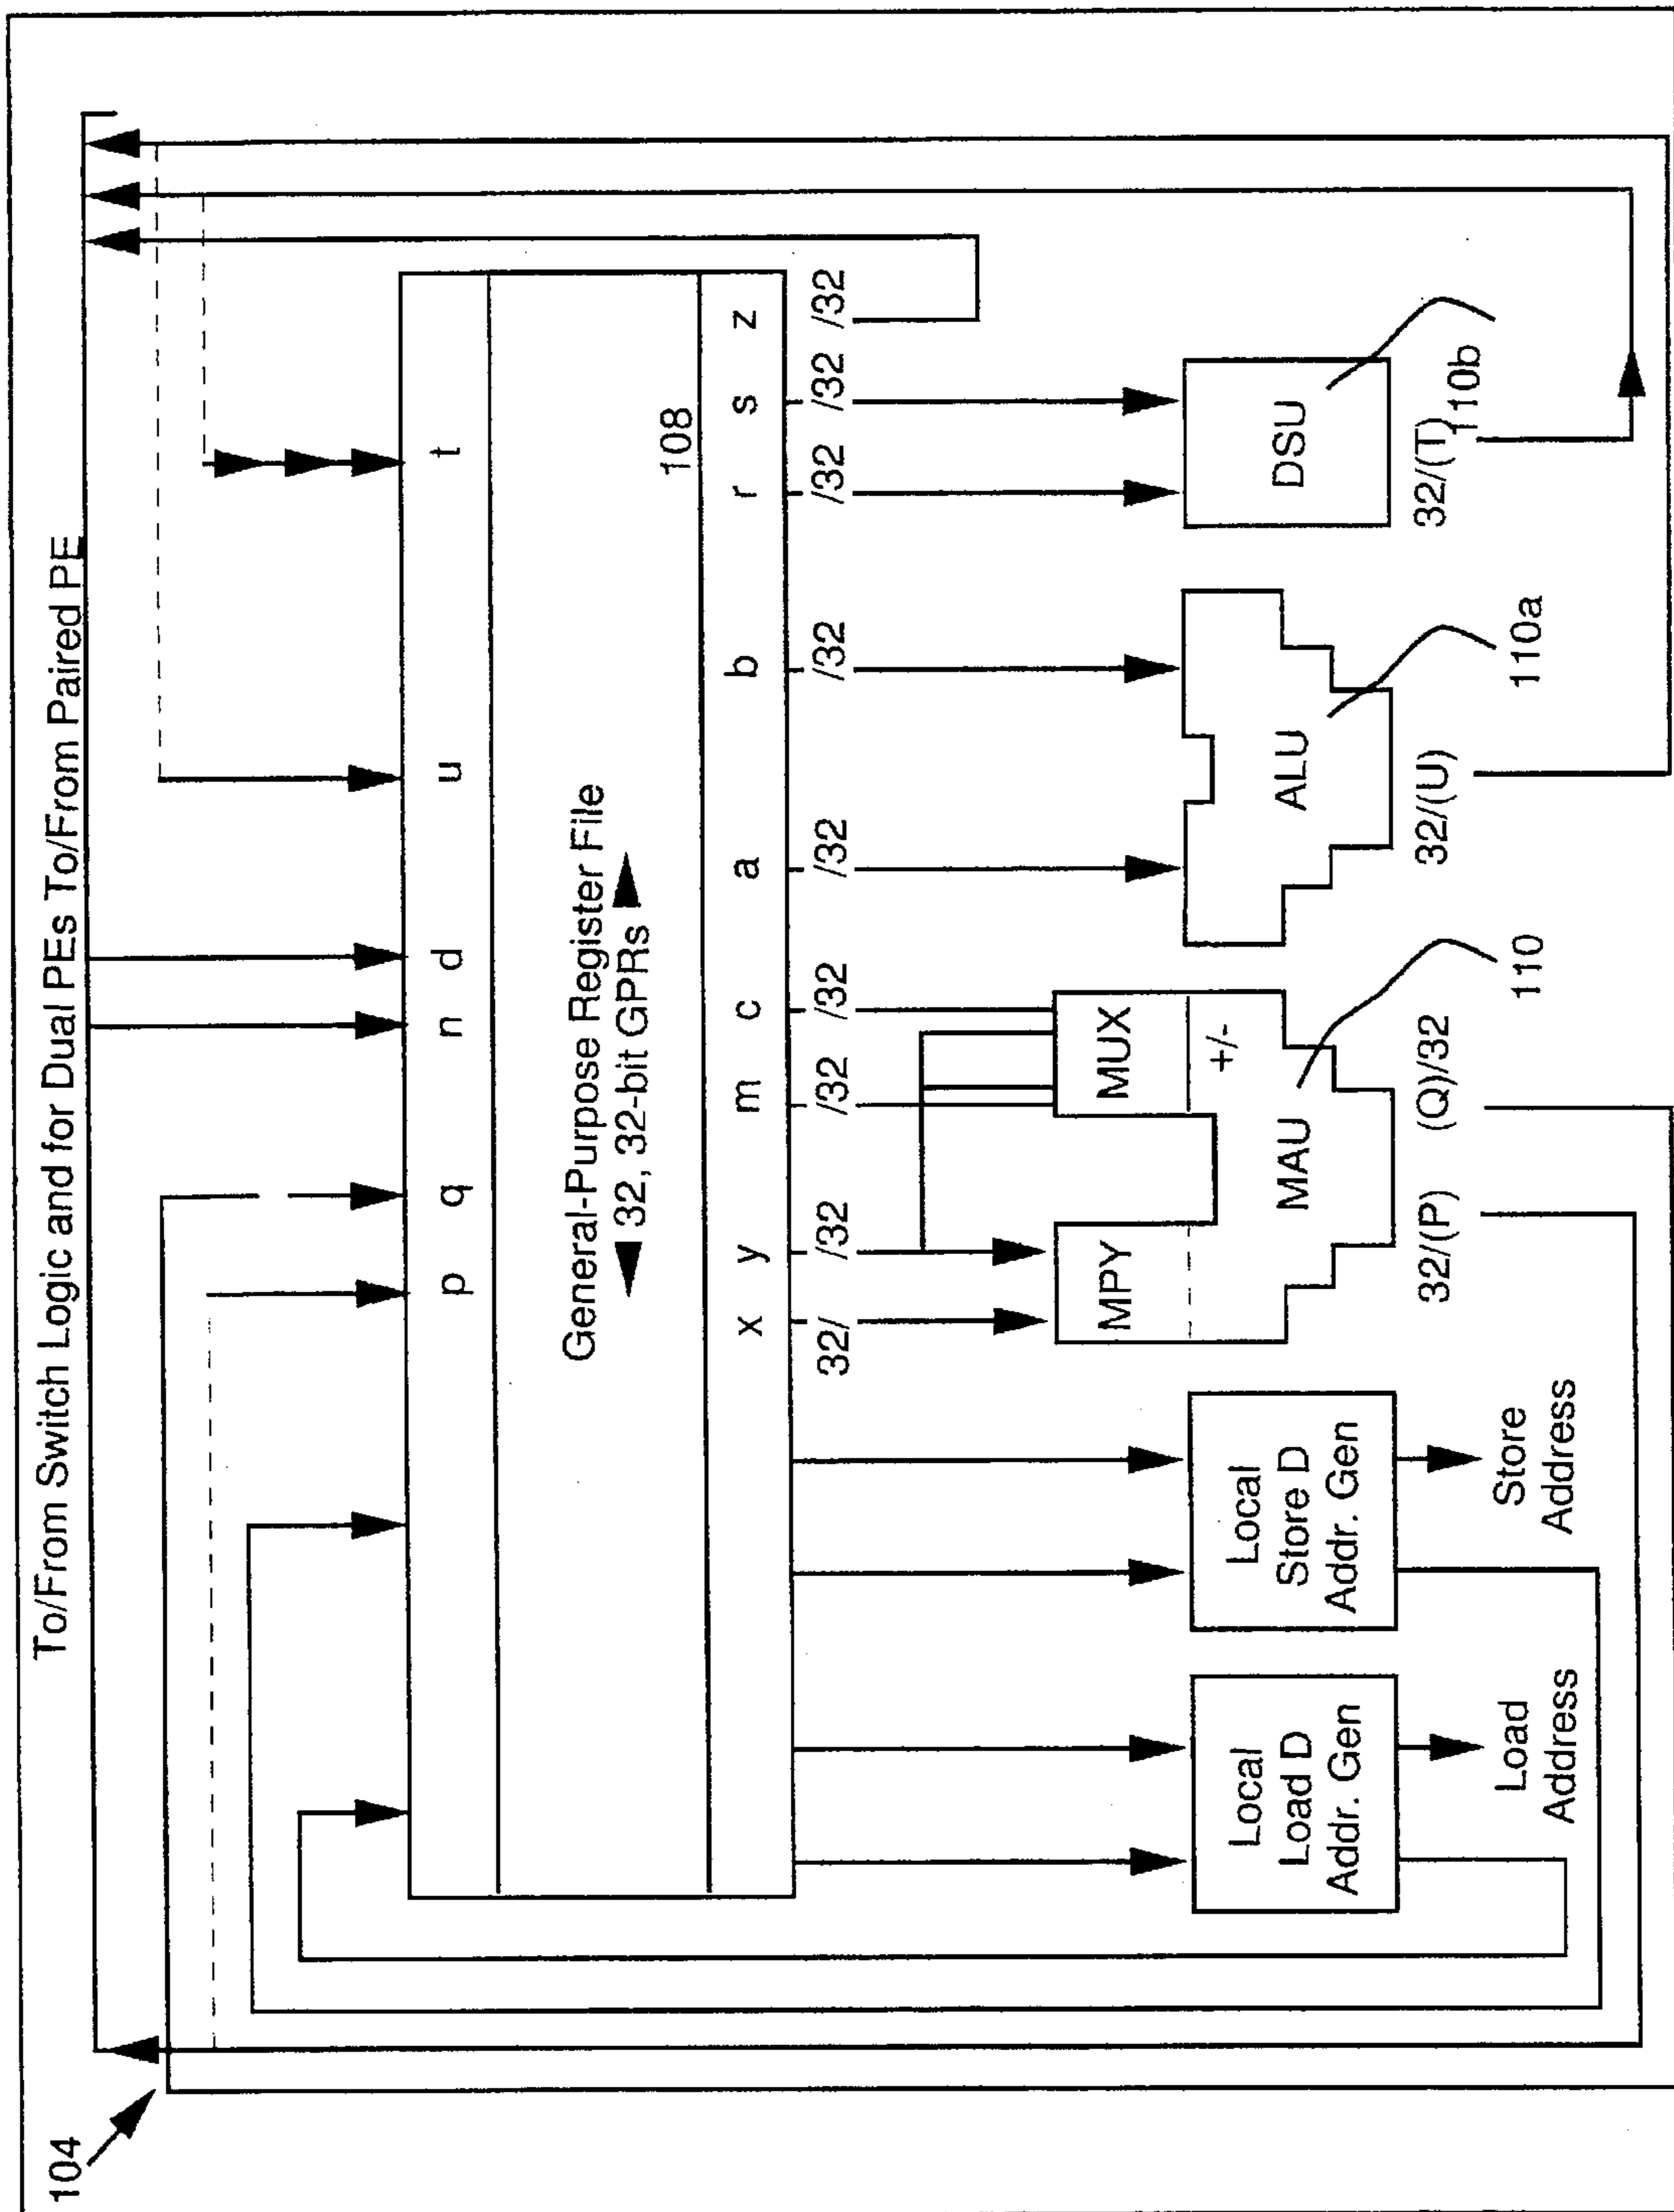 104
To/From Switch Logic and for Dual PEs To/From Paired PE
p q n d u t
General-Purpose Register File
32, 32-bit GPRs
108
x y m c a b r s z
32/ /32 /32 /32 /32 /32 /32 /32 /32
Local
Load D
Addr. Gen
Local
Store D
Addr. Gen
MPY
MUX
+/-
MAU
ALU
DSU
Load
Address
Store
Address
32/(P)
(Q)/32
110
32/(U)
110a
32/(T)
110b